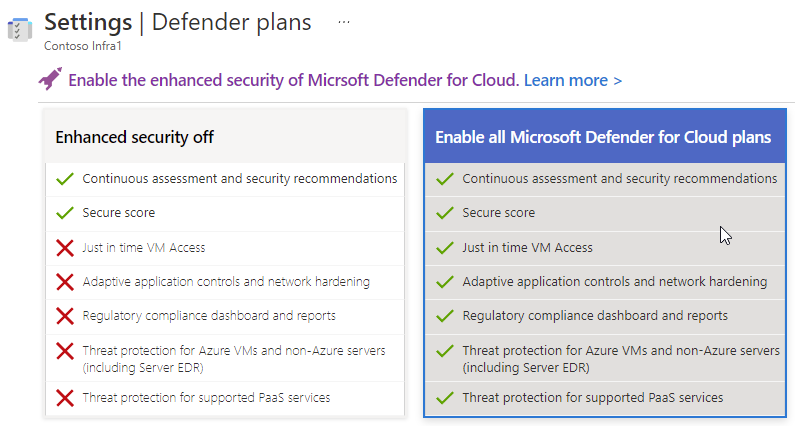 Settings | Defender plans ...
Contoso Infra1
Enable the enhanced security of Micrsoft Defender for Cloud. Learn more >
Enhanced security off
Continuous assessment and security recommendations
Secure score
Just in time VM Access
Adaptive application controls and network hardening
Regulatory compliance dashboard and reports
Threat protection for Azure VMs and non-Azure servers
(including Server EDR)
Threat protection for supported PaaS services
Enable all Microsoft Defender for Cloud plans
Continuous assessment and security recommendations
Secure score
Just in time VM Access
Adaptive application controls and network hardening
Regulatory compliance dashboard and reports
Threat protection for Azure VMs and non-Azure servers
(including Server EDR)
Threat protection for supported PaaS services